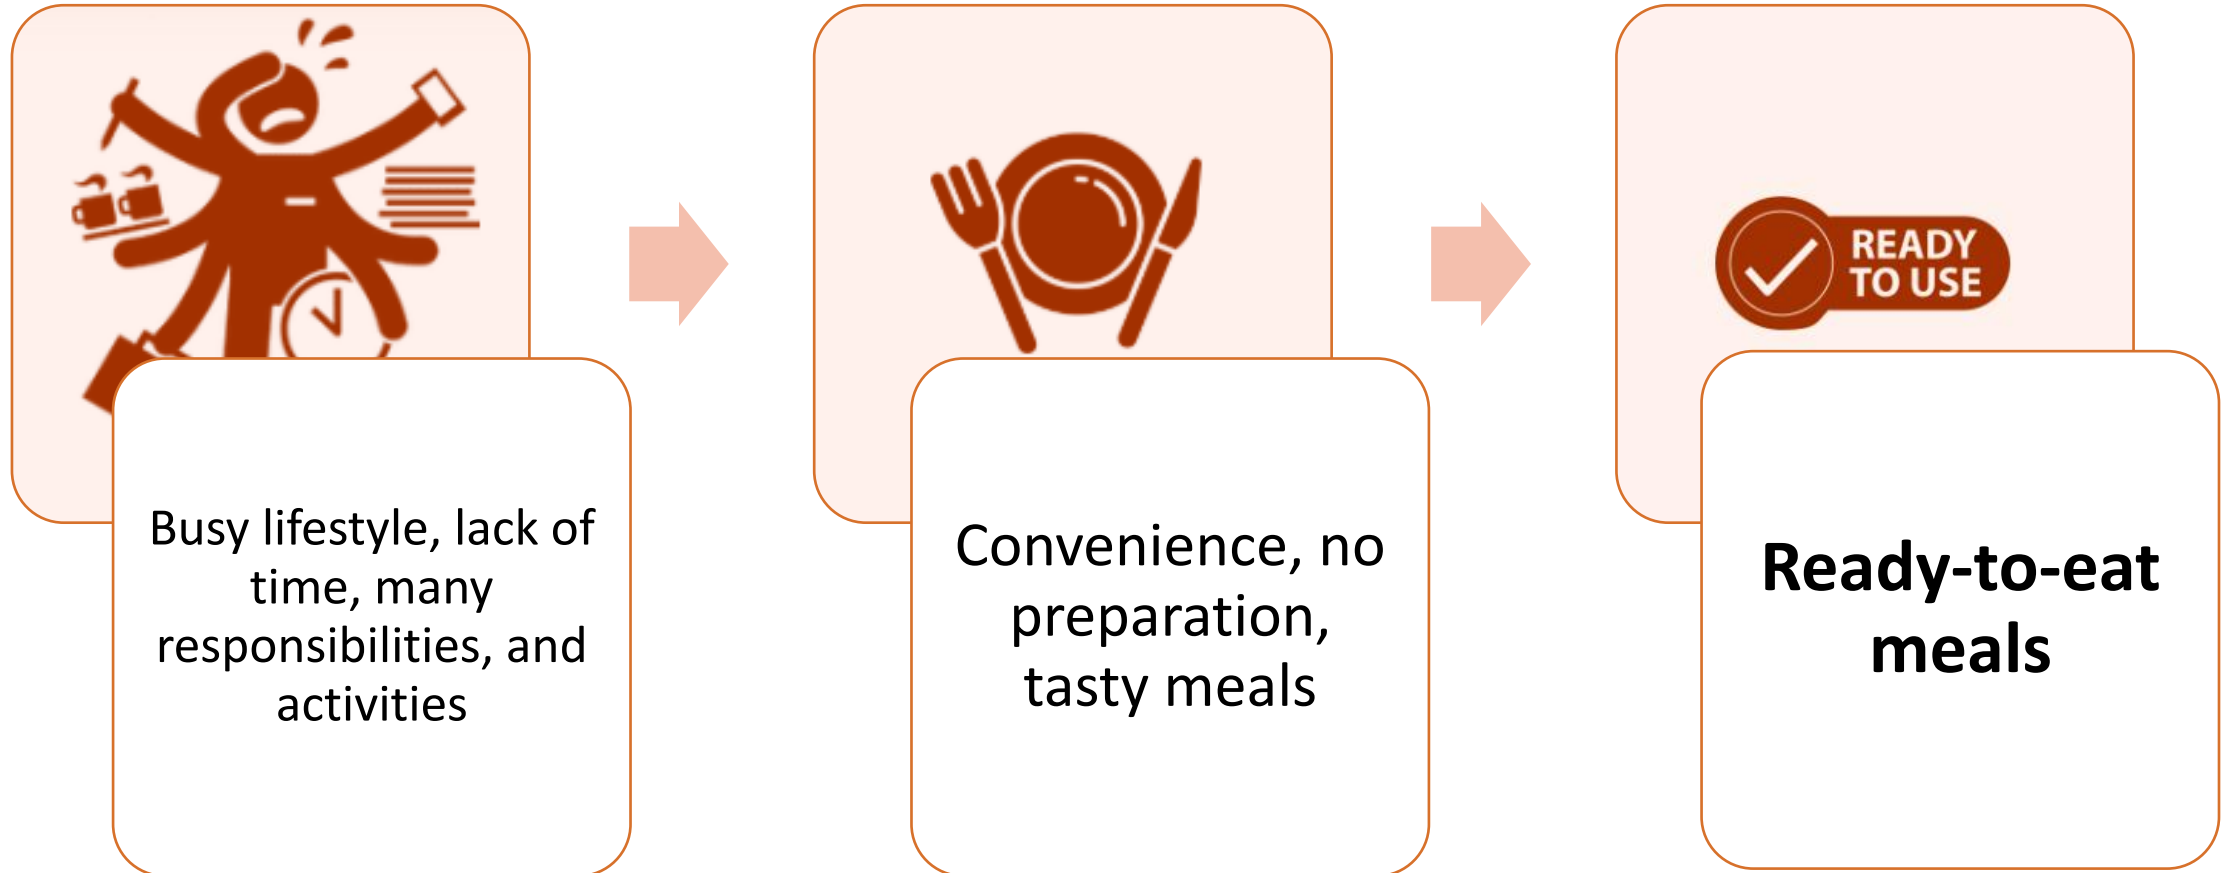 Busy lifestyle, lack of
time, many
responsibilities, and
activities
Convenience, no
preparation,
tasty meals
READY
TO USE
Ready-to-eat
meals